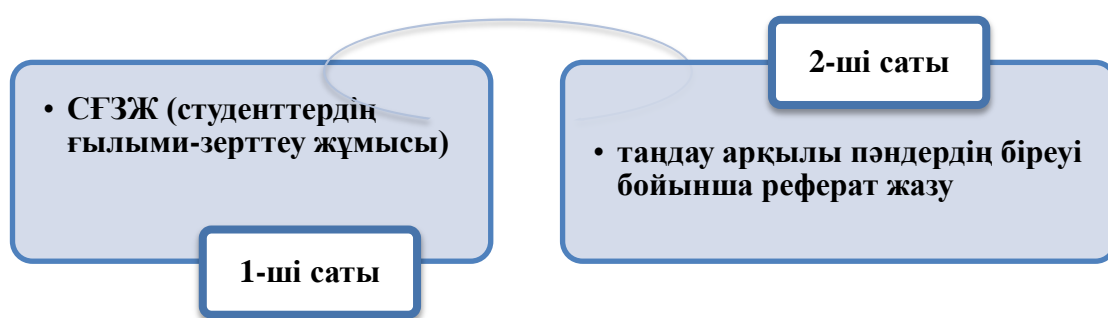 • СҒЗЖ (студенттердің
ғылыми-зерттеу жұмысы)
1-ші саты
2-ші саты
• таңдау арқылы пәндердің біреуі
бойынша реферат жазу